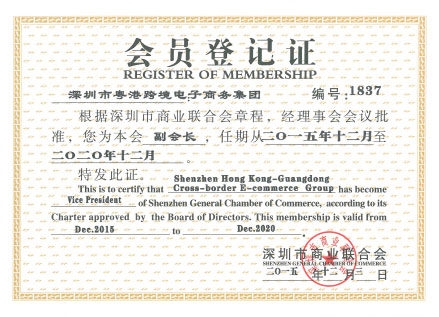 会员登记证
REGISTER OF MEMBERSHIP
深圳市粤港跨境电子商务集团 编号:1837
根据深圳市商业联合会章程,经理事会会议批
准,您为本会 副会长 ,任期从二〇一五年十二月至
二〇二〇年十二月 。
特发此证。 Shenzhen Hong Kong-Guangdong
This is to certify that Cross-border E-commerce Group has become
Vice President of Shenzhen General Chamber of Commerce, according to its
Charter approved by the Board of Directors. This membership is valid from
Dec.2015 to Dec.2020 .
深圳市商业联合会
SHENZHEN GENERAL CHAMBER OF COMMERCE
二〇一五 年 十二 月 三 日